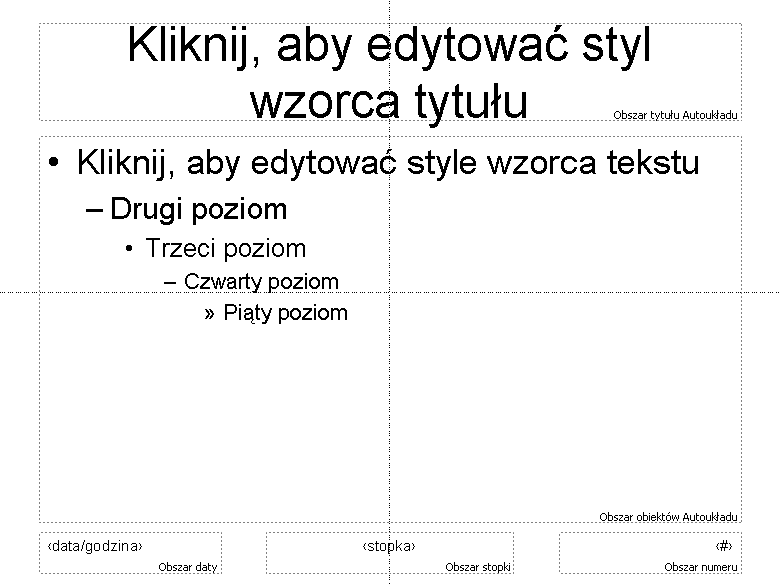 Kliknij, aby edytować styl
wzorca tytułu
Obszar tytułu Autoukładu
• Kliknij, aby edytować style wzorca tekstu
– Drugi poziom
• Trzeci poziom
– Czwarty poziom
» Piąty poziom
Obszar obiektów Autoukładu
‹data/godzina›
‹stopka›
‹#›
Obszar daty
Obszar stopki
Obszar numeru